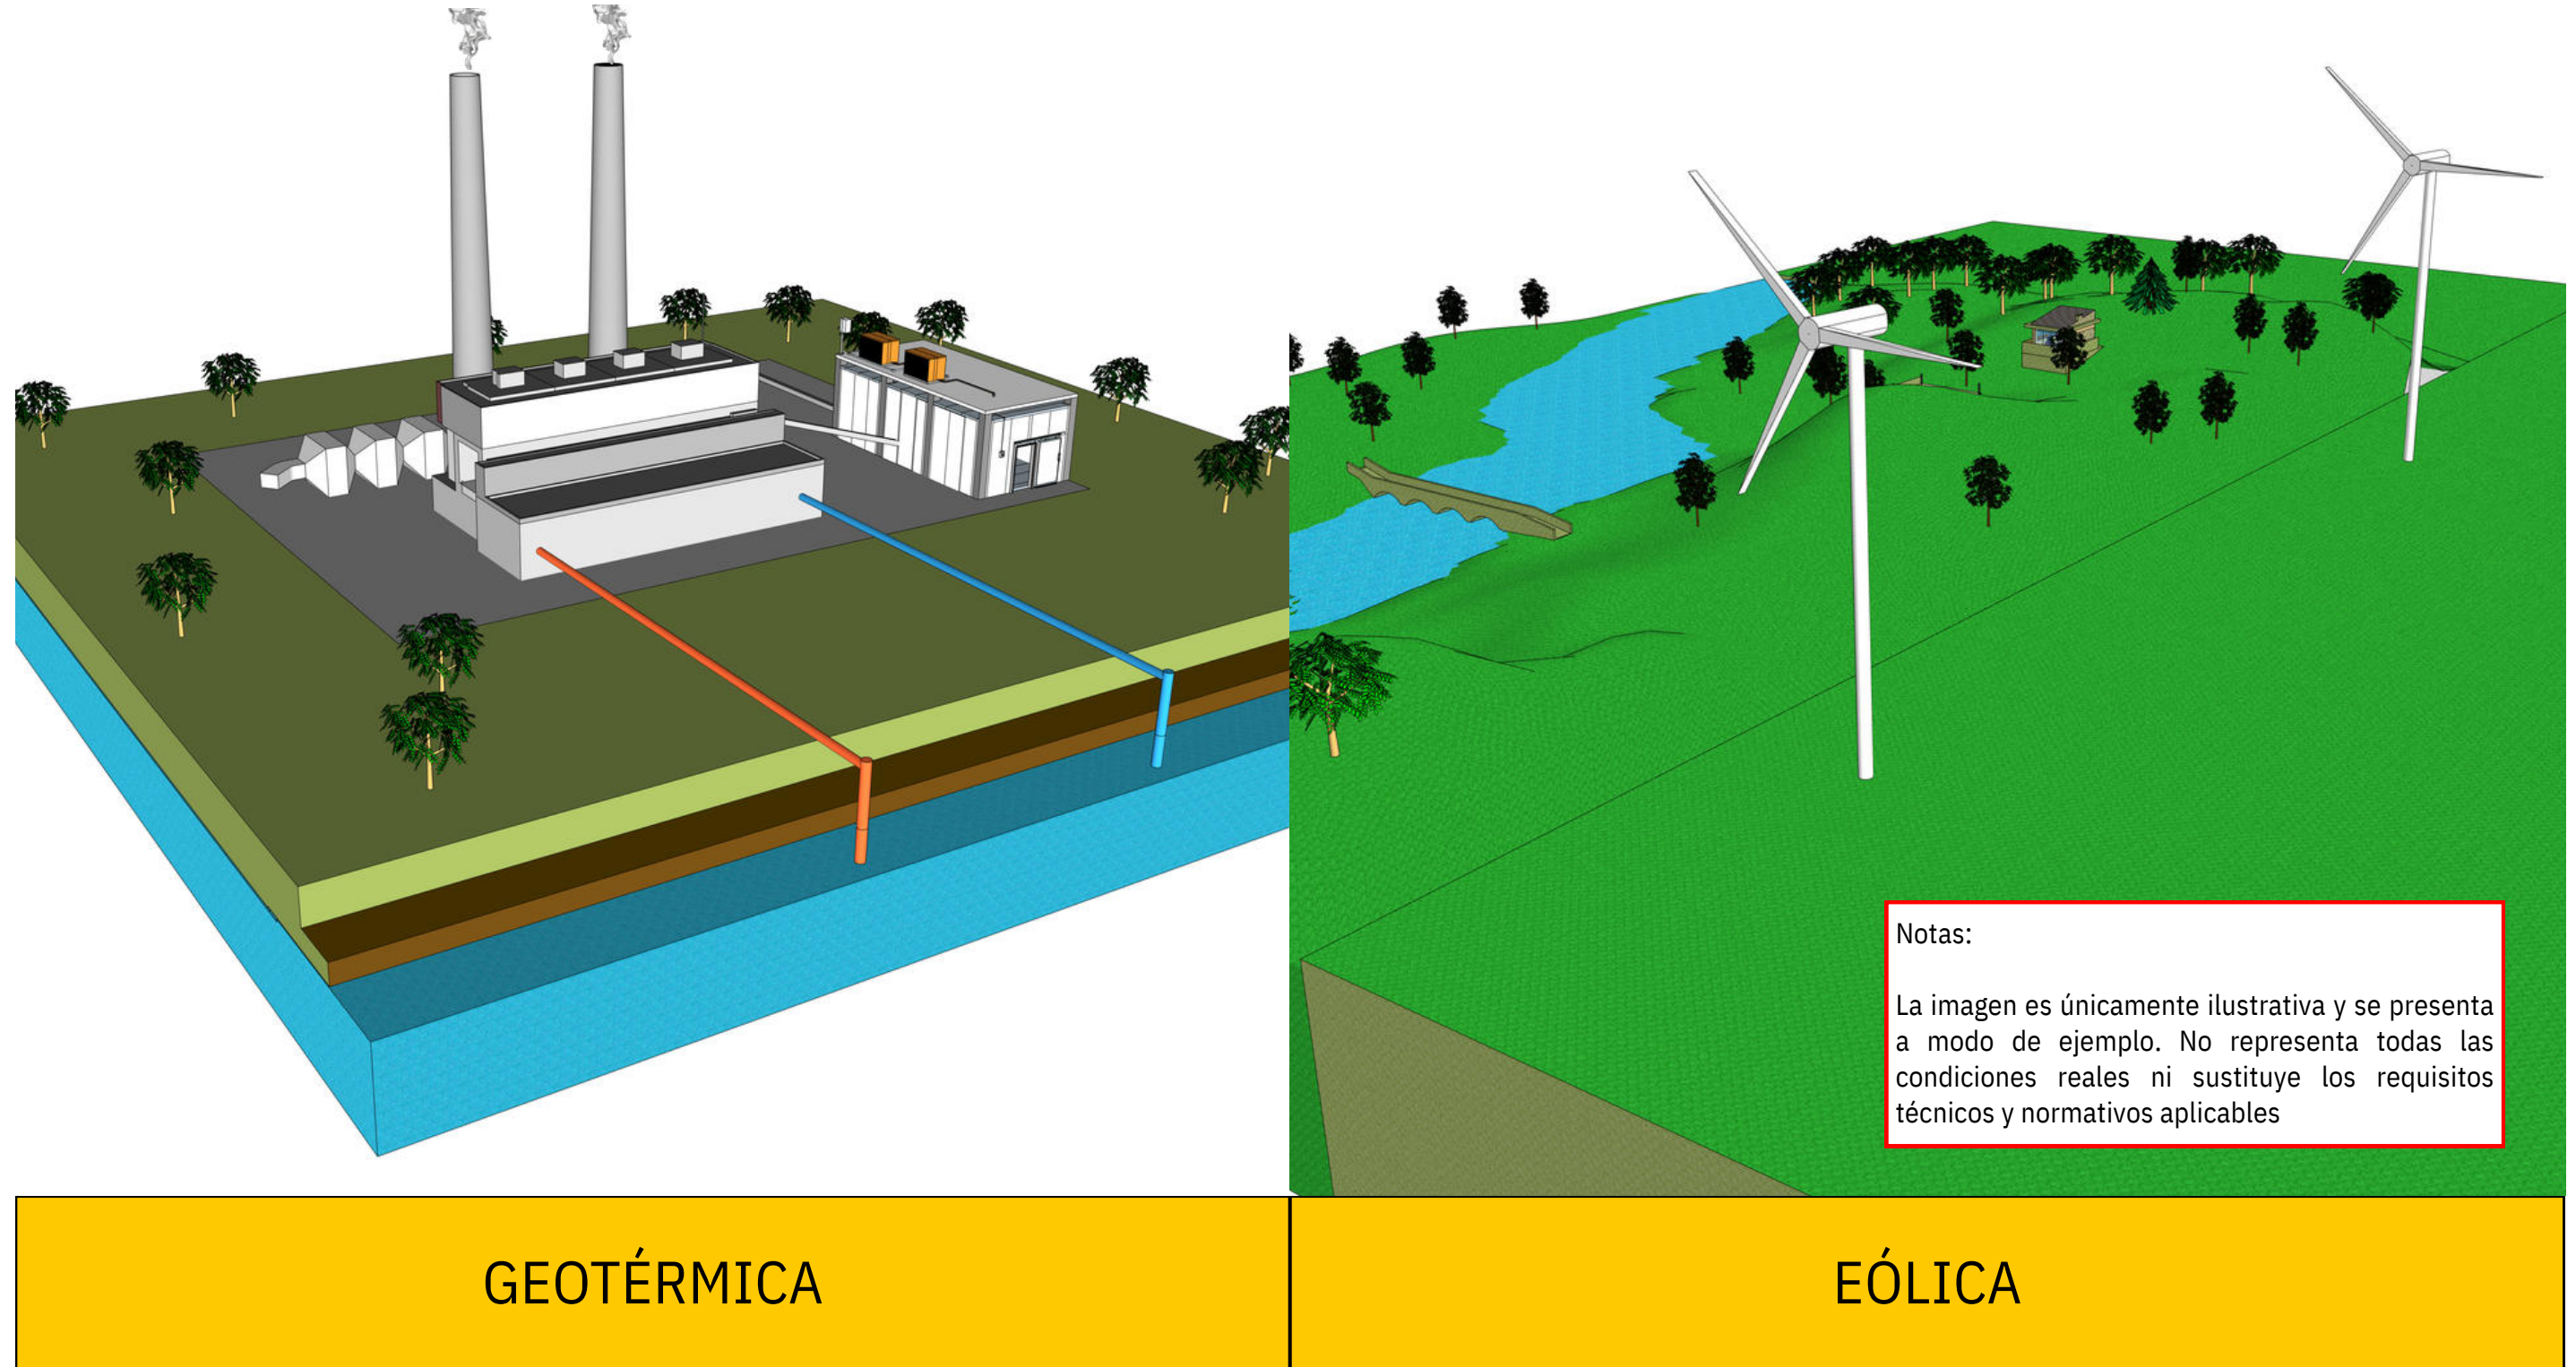 Notas:
La imagen es únicamente ilustrativa y se presenta
a modo de ejemplo. No representa todas las
condiciones reales ni sustituye los requisitos
técnicos y normativos aplicables
GEOTÉRMICA
EÓLICA